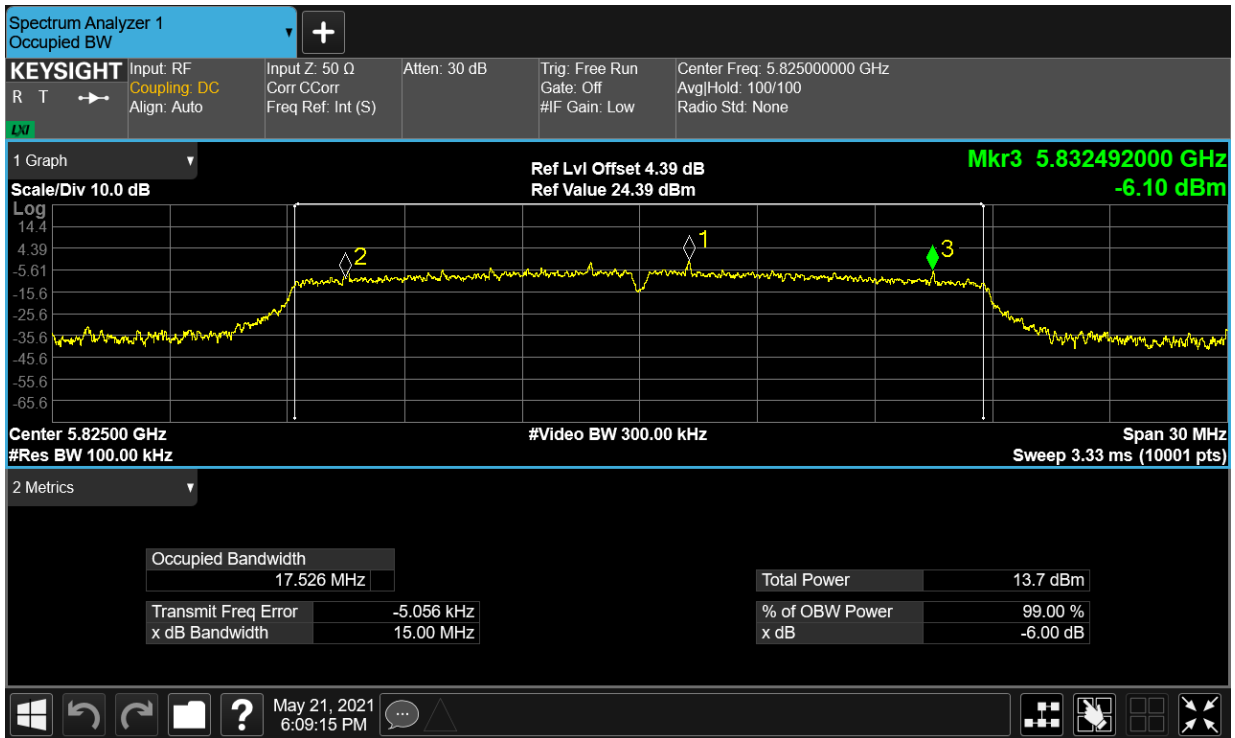 Spectrum Analyzer 1
Occupied BW
KEYSIGHT
R T
LXI
Input: RF
Coupling: DC
Align: Auto
Input Z: 50 Ω
Corr CCorr
Freq Ref: Int (S)
Atten: 30 dB
Trig: Free Run
Gate: Off
#IF Gain: Low
Center Freq: 5.825000000 GHz
Avg|Hold: 100/100
Radio Std: None
1 Graph
Scale/Div 10.0 dB
Ref Lvl Offset 4.39 dB
Ref Value 24.39 dBm
Mkr3 5.832492000 GHz
-6.10 dBm
Log
14.4
4.39
-5.61
-15.6
-25.6
-35.6
-45.6
-55.6
-65.6
2
1
3
Center 5.82500 GHz
#Res BW 100.00 kHz
#Video BW 300.00 kHz
Span 30 MHz
Sweep 3.33 ms (10001 pts)
2 Metrics
Occupied Bandwidth
17.526 MHz
Transmit Freq Error -5.056 kHz
x dB Bandwidth 15.00 MHz
Total Power 13.7 dBm
% of OBW Power 99.00 %
x dB -6.00 dB
?
May 21, 2021
6:09:15 PM